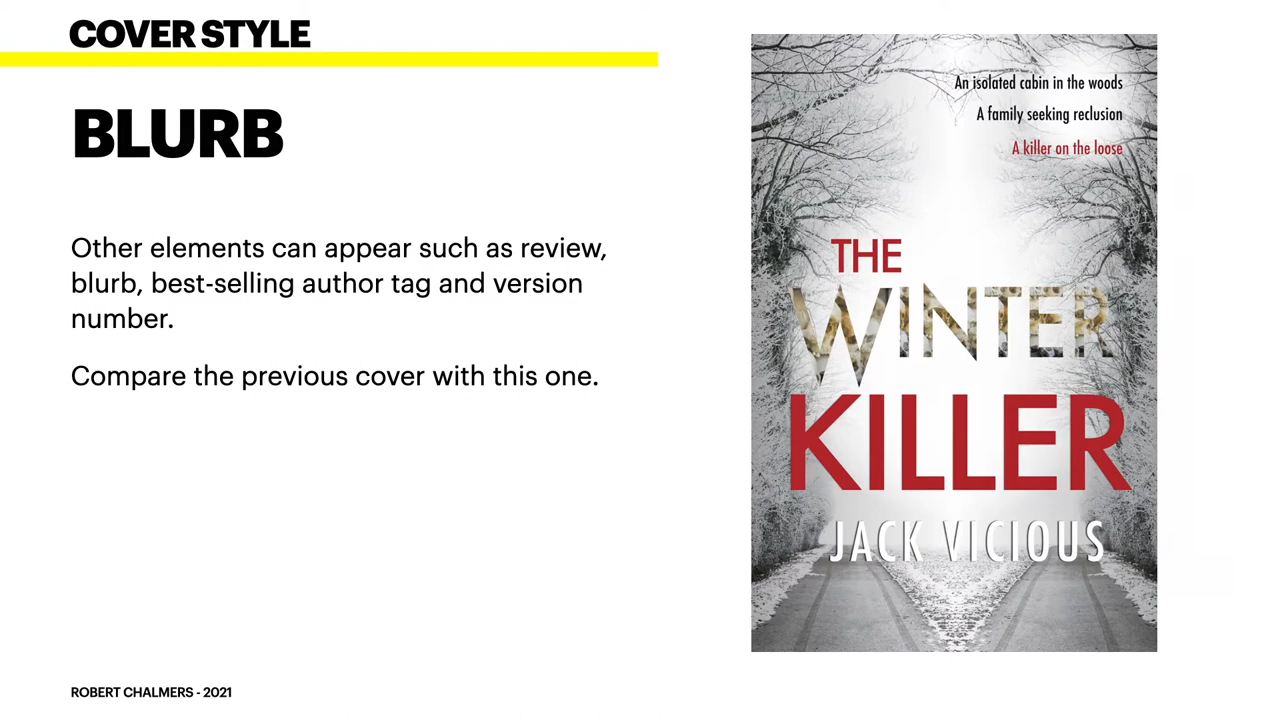 COVER STYLE
BLURB
Other elements can appear such as review,
blurb, best-selling author tag and version
number.
Compare the previous cover with this one.
ROBERT CHALMERS - 2021
An isolated cabin in the woods
A family seeking reclusion
A killer on the loose
THE
WINTER
KILLER
JACK VICIOUS